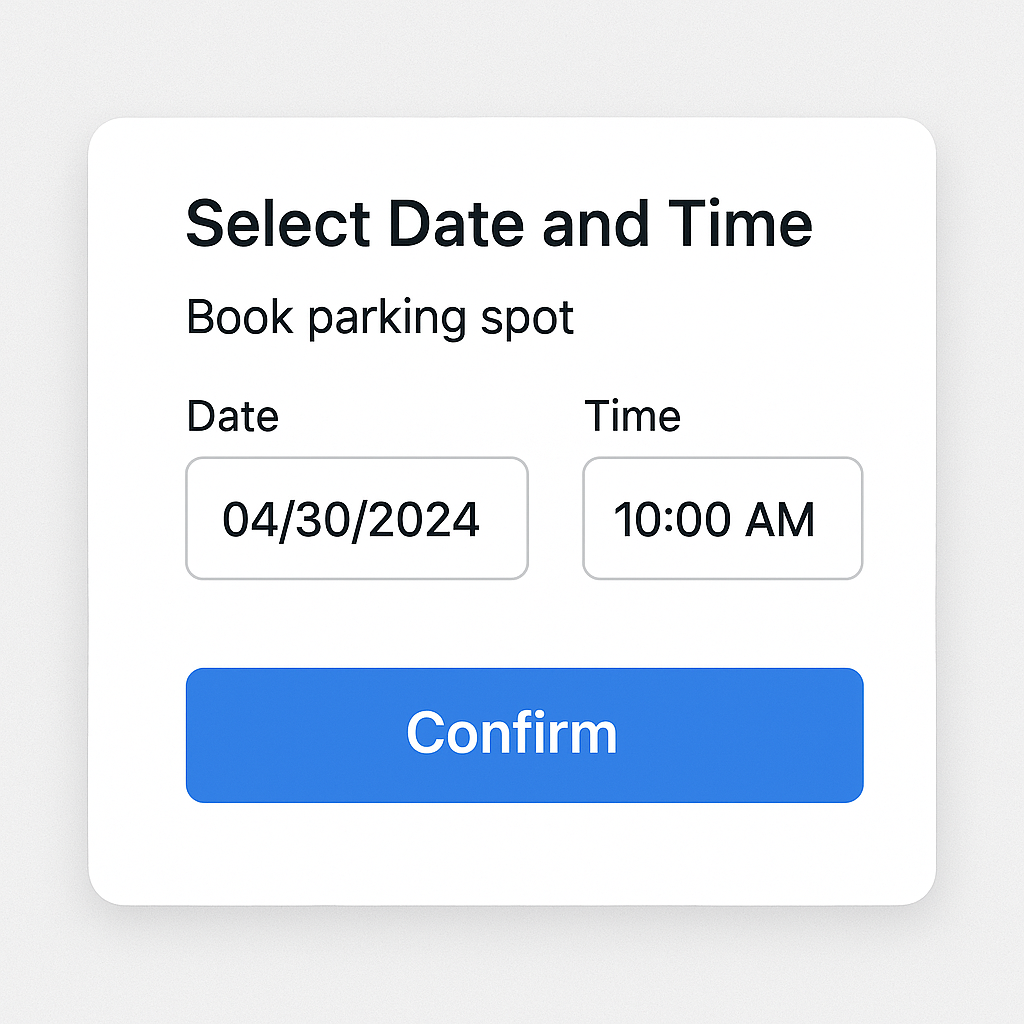 Select Date and Time
Book parking spot
Date
Time
04/30/2024
10:00 AM
Confirm